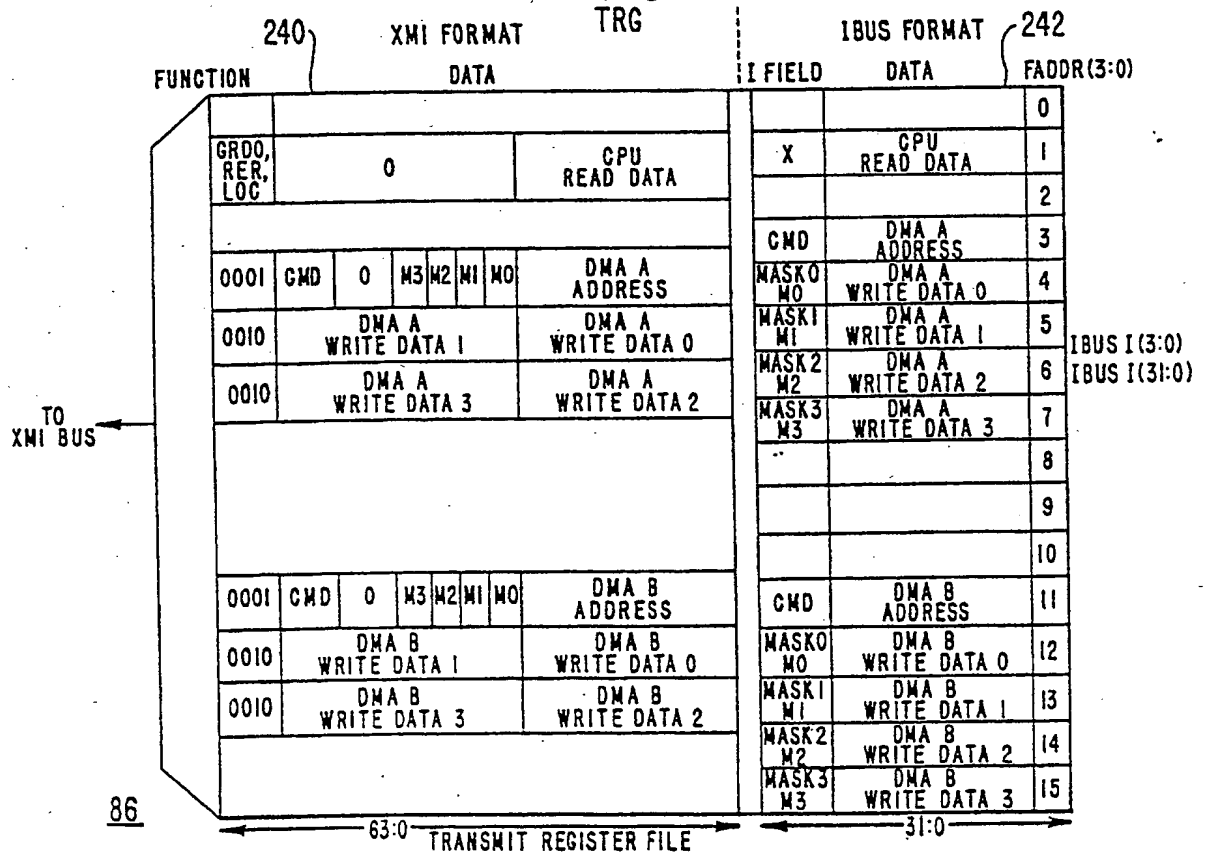 240 XMI FORMAT TRG IBUS FORMAT 242
FUNCTION DATA I FIELD DATA FADDR(3:0)
0
GRDO, RER, LOC 0 CPU READ DATA X CPU READ DATA 1
2
CMD DMA A ADDRESS 3
0001 CMD 0 M3 M2 M1 M0 DMA A ADDRESS MASK0 M0 DMA A WRITE DATA 0 4
0010 DMA A WRITE DATA 1 DMA A WRITE DATA 0 MASK1 M1 DMA A WRITE DATA 1 5
IBUS I(3:0)
IBUS I(31:0)
0010 DMA A WRITE DATA 3 DMA A WRITE DATA 2 MASK2 M2 DMA A WRITE DATA 2 6
TO XMI BUS
MASK3 M3 DMA A WRITE DATA 3 7
8
9
10
0001 CMD 0 M3 M2 M1 M0 DMA B ADDRESS CMD DMA B ADDRESS 11
0010 DMA B WRITE DATA 1 DMA B WRITE DATA 0 MASK0 M0 DMA B WRITE DATA 0 12
0010 DMA B WRITE DATA 3 DMA B WRITE DATA 2 MASK1 M1 DMA B WRITE DATA 1 13
MASK2 M2 DMA B WRITE DATA 2 14
MASK3 M3 DMA B WRITE DATA 3 15
86 63:0 TRANSMIT REGISTER FILE 31:0